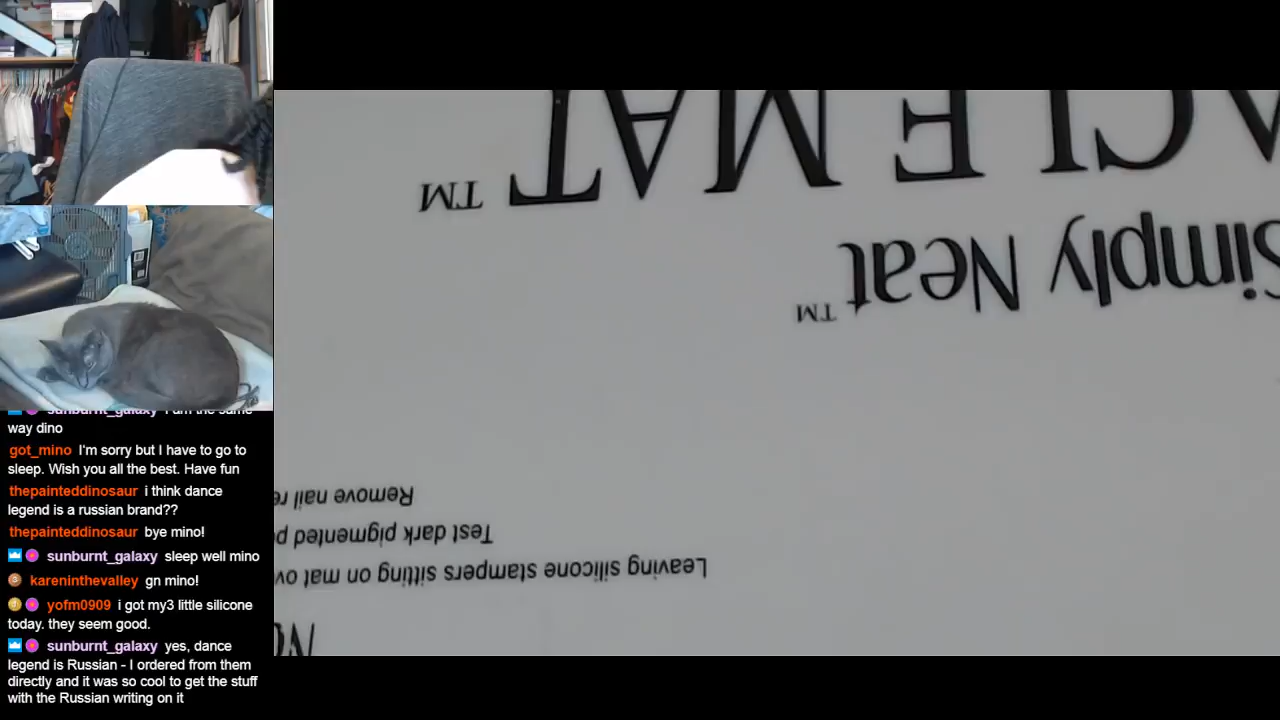 way dino
got_mino I'm sorry but I have to go to
sleep. Wish you all the best. Have fun
thepainteddinosaur i think dance
legend is a russian brand??
thepainteddinosaur bye mino!
sunburnt_galaxy sleep well mino
kareninthevalley gn mino!
yofm0909 i got my3 little silicone
today. they seem good.
sunburnt_galaxy yes, dance
legend is Russian - I ordered from them
directly and it was so cool to get the stuff
with the Russian writing on it
Leaving silicone stampers sitting on mat
Test dark pigmented
Remove nail
Simply Neat™
MAT™